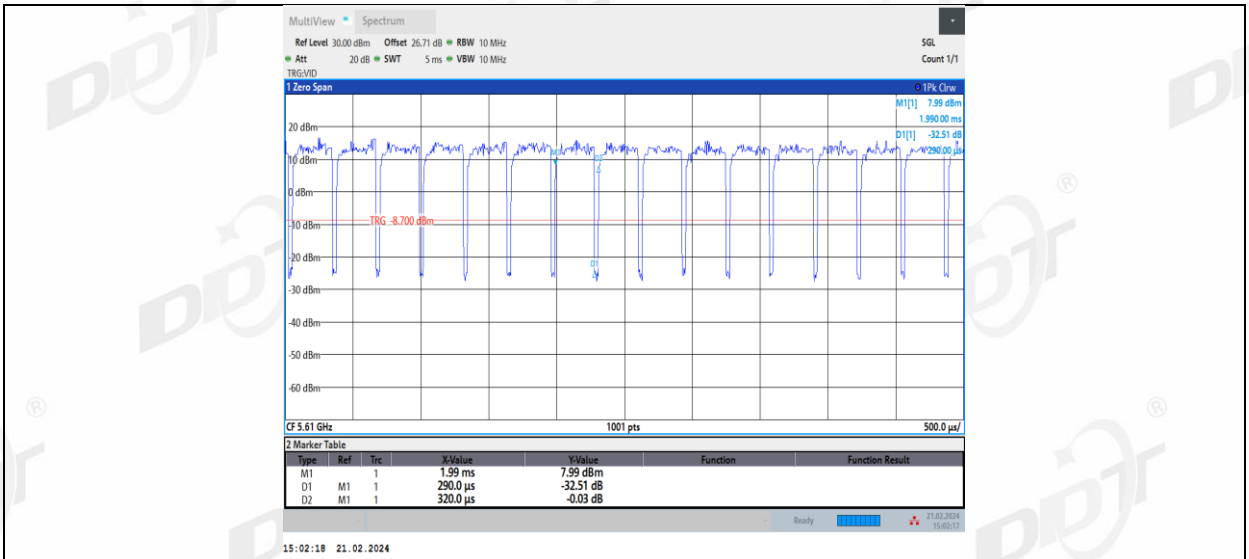 MultiView Spectrum
Ref Level 30.00 dBm Offset 26.71 dB RBW 10 MHz SGL
Att 20 dB SWT 5 ms VBW 10 MHz Count 1/1
TRG:VID
1 Zero Span 1Pk Clrw
M1[1] 7.99 dBm
1.990 00 ms
D1[1] -32.51 dB
290.00 µs
20 dBm
10 dBm
0 dBm
TRG -8.700 dBm
-10 dBm
-20 dBm
D1
-30 dBm
-40 dBm
-50 dBm
-60 dBm
CF 5.61 GHz 1001 pts 500.0 µs/
2 Marker Table
Type Ref Trc X-Value Y-Value Function Function Result
M1 1 1.99 ms 7.99 dBm
D1 M1 1 290.0 µs -32.51 dB
D2 M1 1 320.0 µs -0.03 dB
Ready 21.02.2024
15:02:17
15:02:18 21.02.2024
DDT
®